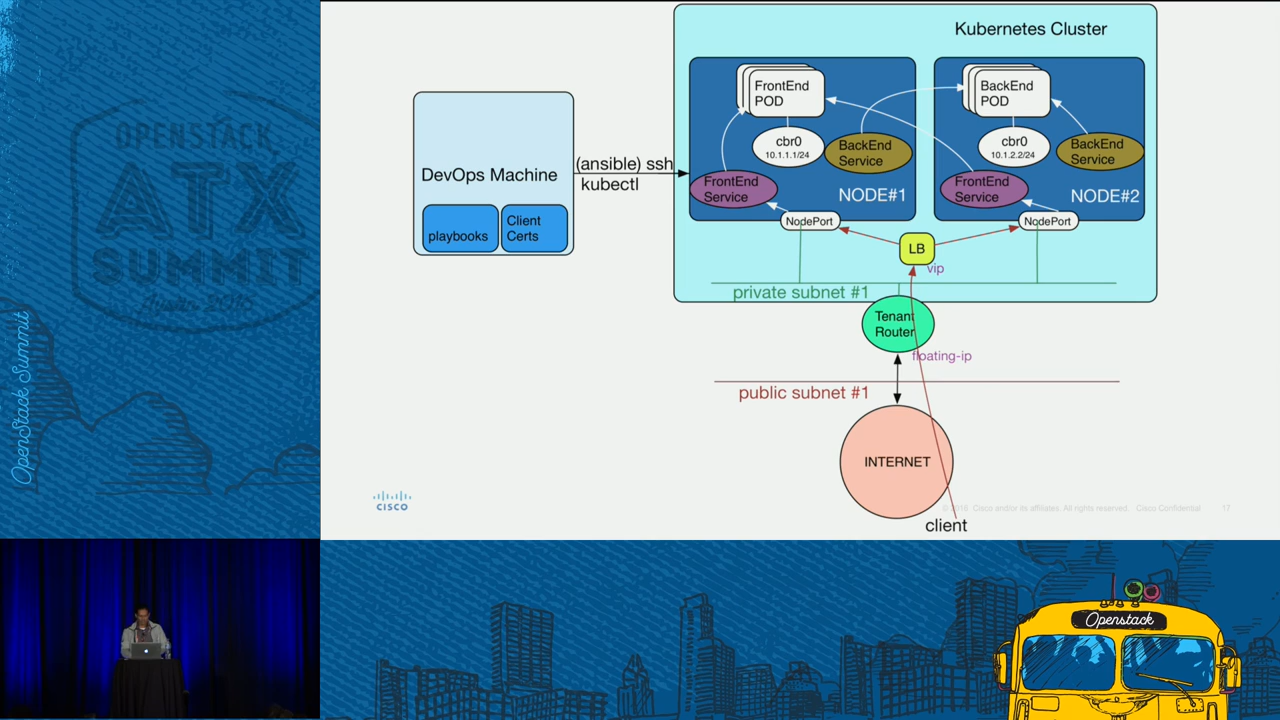 OPENSTACK
ATX
SUMMIT
OpenStack Summit
Kubernetes Cluster
FrontEnd
POD
cbr0
10.1.1.1/24
BackEnd
Service
FrontEnd
Service
NODE#1
NodePort
BackEnd
POD
cbr0
10.1.2.2/24
BackEnd
Service
FrontEnd
Service
NODE#2
NodePort
DevOps Machine
playbooks
Client
Certs
(ansible) ssh
kubectl
LB
vip
private subnet #1
Tenant
Router
floating-ip
public subnet #1
INTERNET
client
CISCO
© 2016 Cisco and/or its affiliates. All rights reserved. Cisco Confidential 17
Openstack